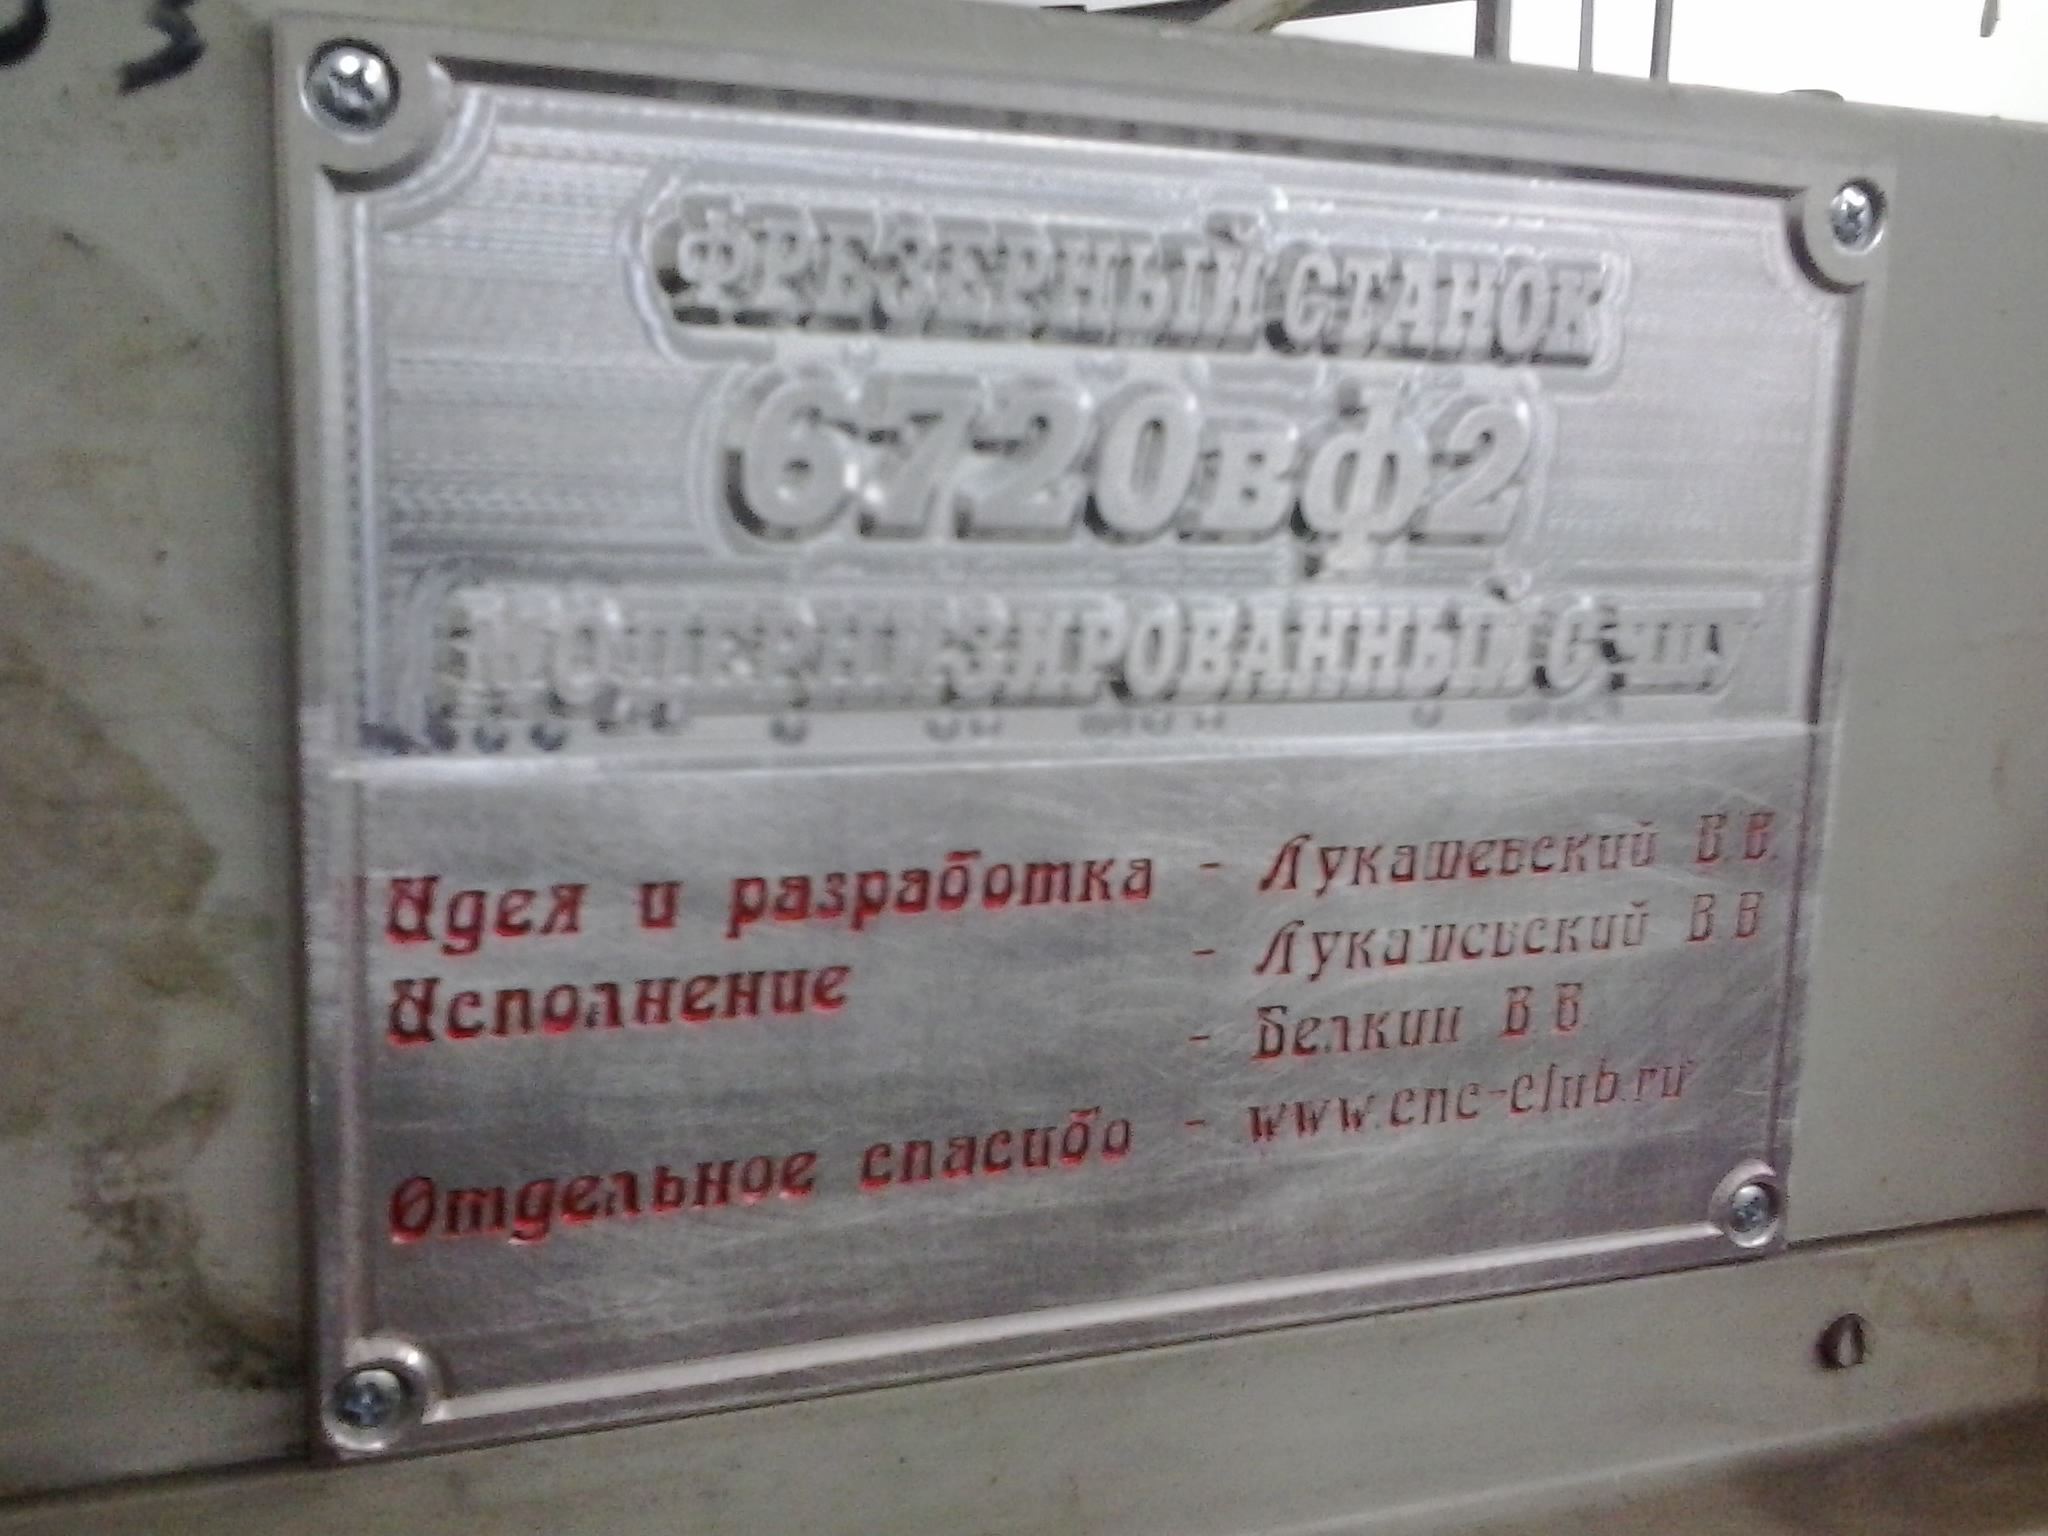 ФРЕЗЕРНЫЙ СТАНОК
6720вф2
МОДЕРНИЗИРОВАННЫЙ С чпу
Идея и разработка - Лукашевский В.В.
Исполнение - Лукашевский В.В
- Белкин В В.
Отдельное спасибо - www.cnc-club.ru